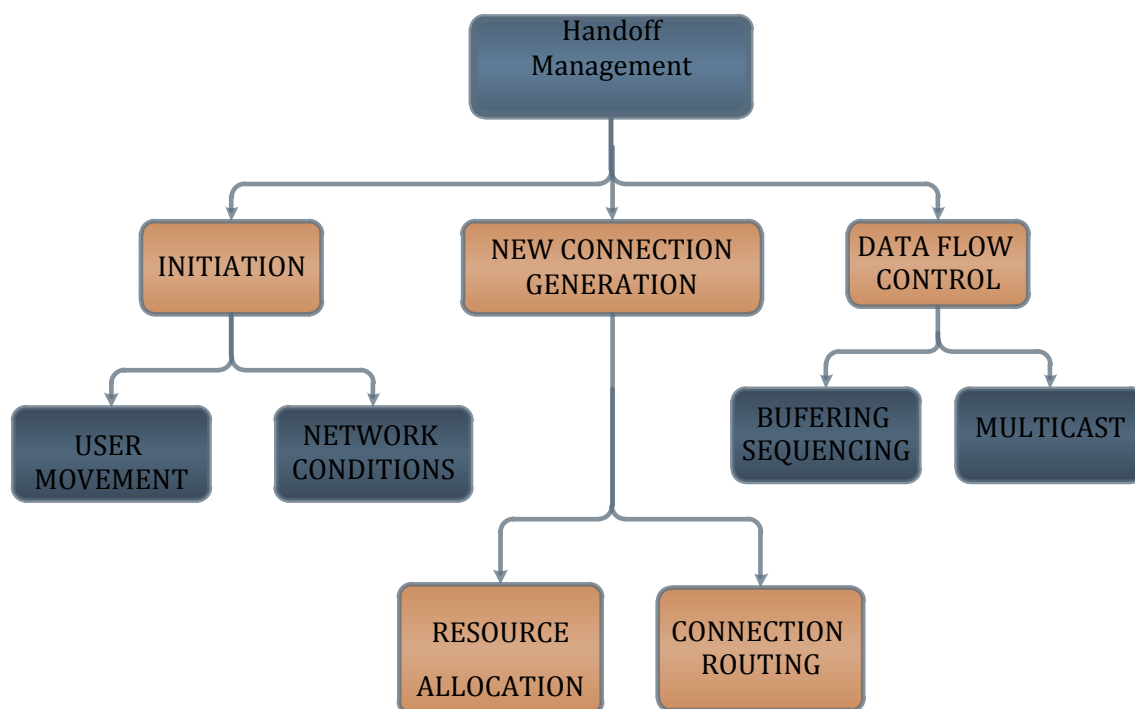 Handoff
Management
INITIATION
NEW CONNECTION
GENERATION
DATA FLOW
CONTROL
USER
MOVEMENT
NETWORK
CONDITIONS
BUFERING
SEQUENCING
MULTICAST
RESOURCE
ALLOCATION
CONNECTION
ROUTING